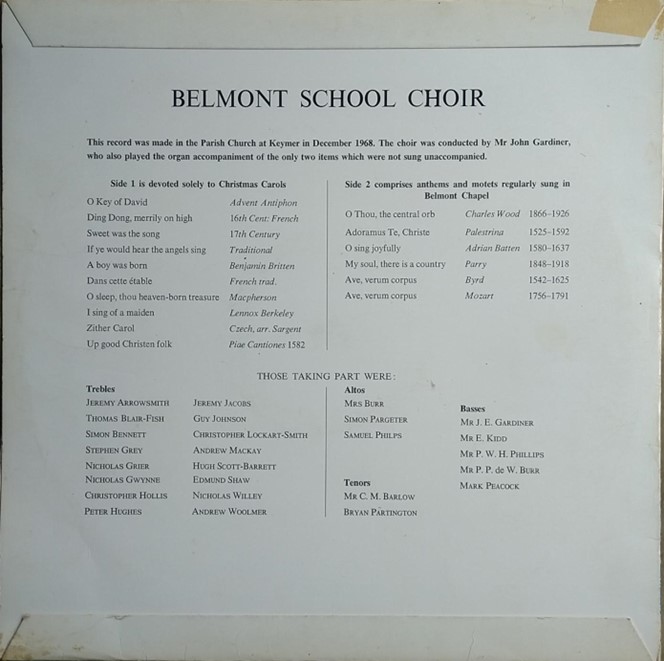 BELMONT SCHOOL CHOIR
This record was made in the Parish Church at Keymer in December 1968. The choir was conducted by Mr John Gardiner,
who also played the organ accompaniment of the only two items which were not sung unaccompanied.
Side 1 is devoted solely to Christmas Carols
O Key of David Advent Antiphon
Ding Dong, merrily on high 16th Cent: French
Sweet was the song 17th Century
If ye would hear the angels sing Traditional
A boy was born Benjamin Britten
Dans cette étable French trad.
O sleep, thou heaven-born treasure Macpherson
I sing of a maiden Lennox Berkeley
Zither Carol Czech, arr. Sargent
Up good Christen folk Piae Cantiones 1582
Side 2 comprises anthems and motets regularly sung in
Belmont Chapel
O Thou, the central orb Charles Wood 1866–1926
Adoramus Te, Christe Palestrina 1525–1592
O sing joyfully Adrian Batten 1580–1637
My soul, there is a country Parry 1848–1918
Ave, verum corpus Byrd 1542–1625
Ave, verum corpus Mozart 1756–1791
THOSE TAKING PART WERE:
Trebles
JEREMY ARROWSMITH
THOMAS BLAIR-FISH
SIMON BENNETT
STEPHEN GREY
NICHOLAS GRIER
NICHOLAS GWYNNE
CHRISTOPHER HOLLIS
PETER HUGHES
JEREMY JACOBS
GUY JOHNSON
CHRISTOPHER LOCKART-SMITH
ANDREW MACKAY
HUGH SCOTT-BARRETT
EDMUND SHAW
NICHOLAS WILLEY
ANDREW WOOLMER
Altos
MRS BURR
SIMON PARGETER
SAMUEL PHILPS
Tenors
MR C. M. BARLOW
BRYAN PARTINGTON
Basses
MR J. E. GARDINER
MR E. KIDD
MR P. W. H. PHILLIPS
MR P. P. de W. BURR
MARK PEACOCK